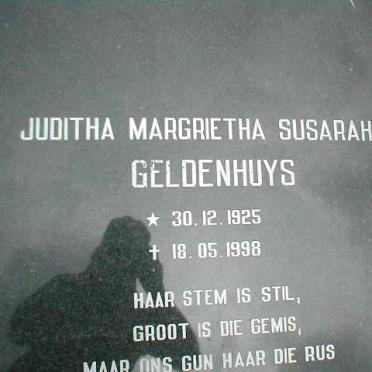 JUDITHA MARGRIETHA SUSARAH
GELDENHUYS
★ 30.12.1925
✝ 18.05.1998
HAAR STEM IS STIL,
GROOT IS DIE GEMIS,
MAAR ONS GUN HAAR DIE RUS